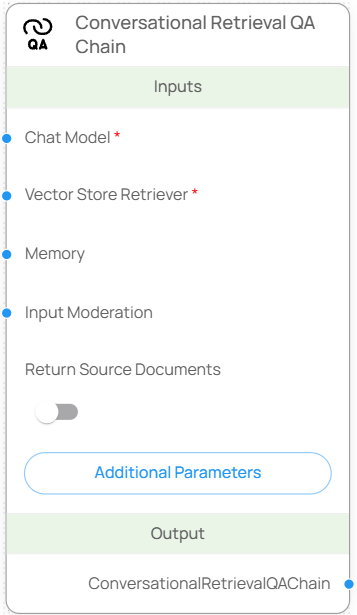 QA
Conversational Retrieval QA
Chain
Inputs
Chat Model *
Vector Store Retriever *
Memory
Input Moderation
Return Source Documents
Additional Parameters
Output
ConversationalRetrievalQAChain